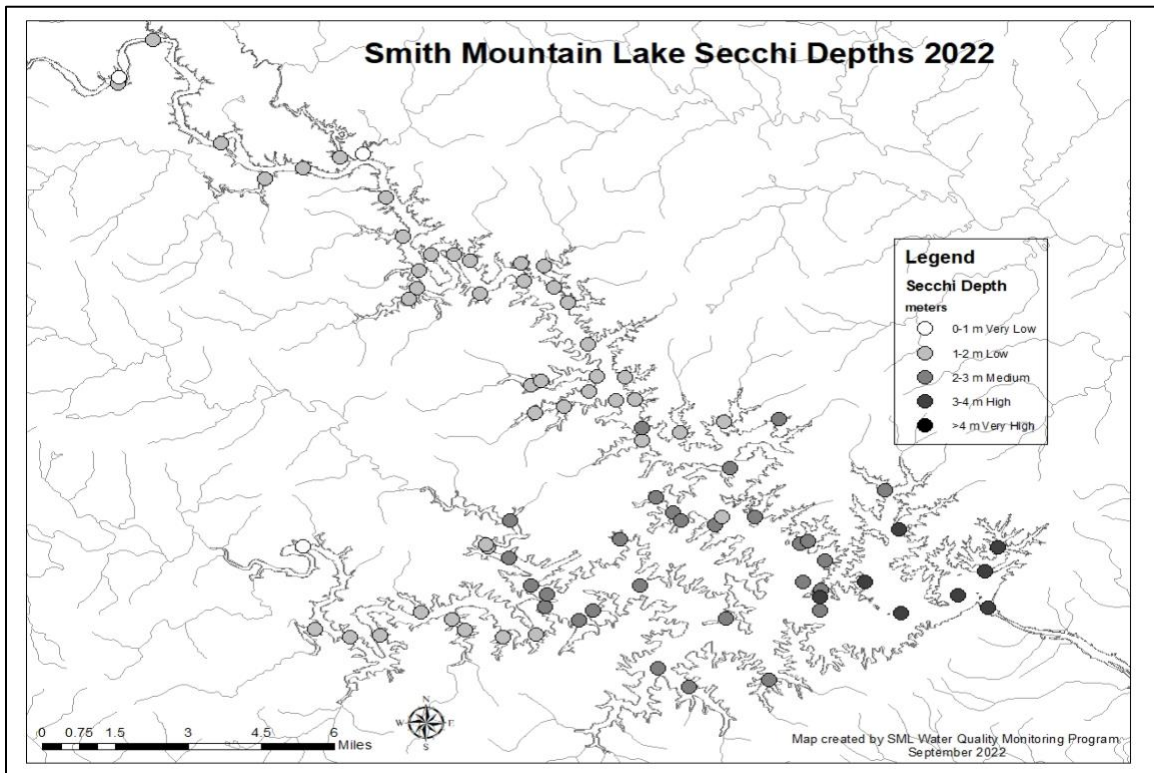 Smith Mountain Lake Secchi Depths 2022
Legend
Secchi Depth
meters
0-1 m Very Low
1-2 m Low
2-3 m Medium
3-4 m High
>4 m Very High
N
W E
S
0 0.75 1.5 3 4.5 6
Miles
Map created by SML Water Quality Monitoring Program
September 2022